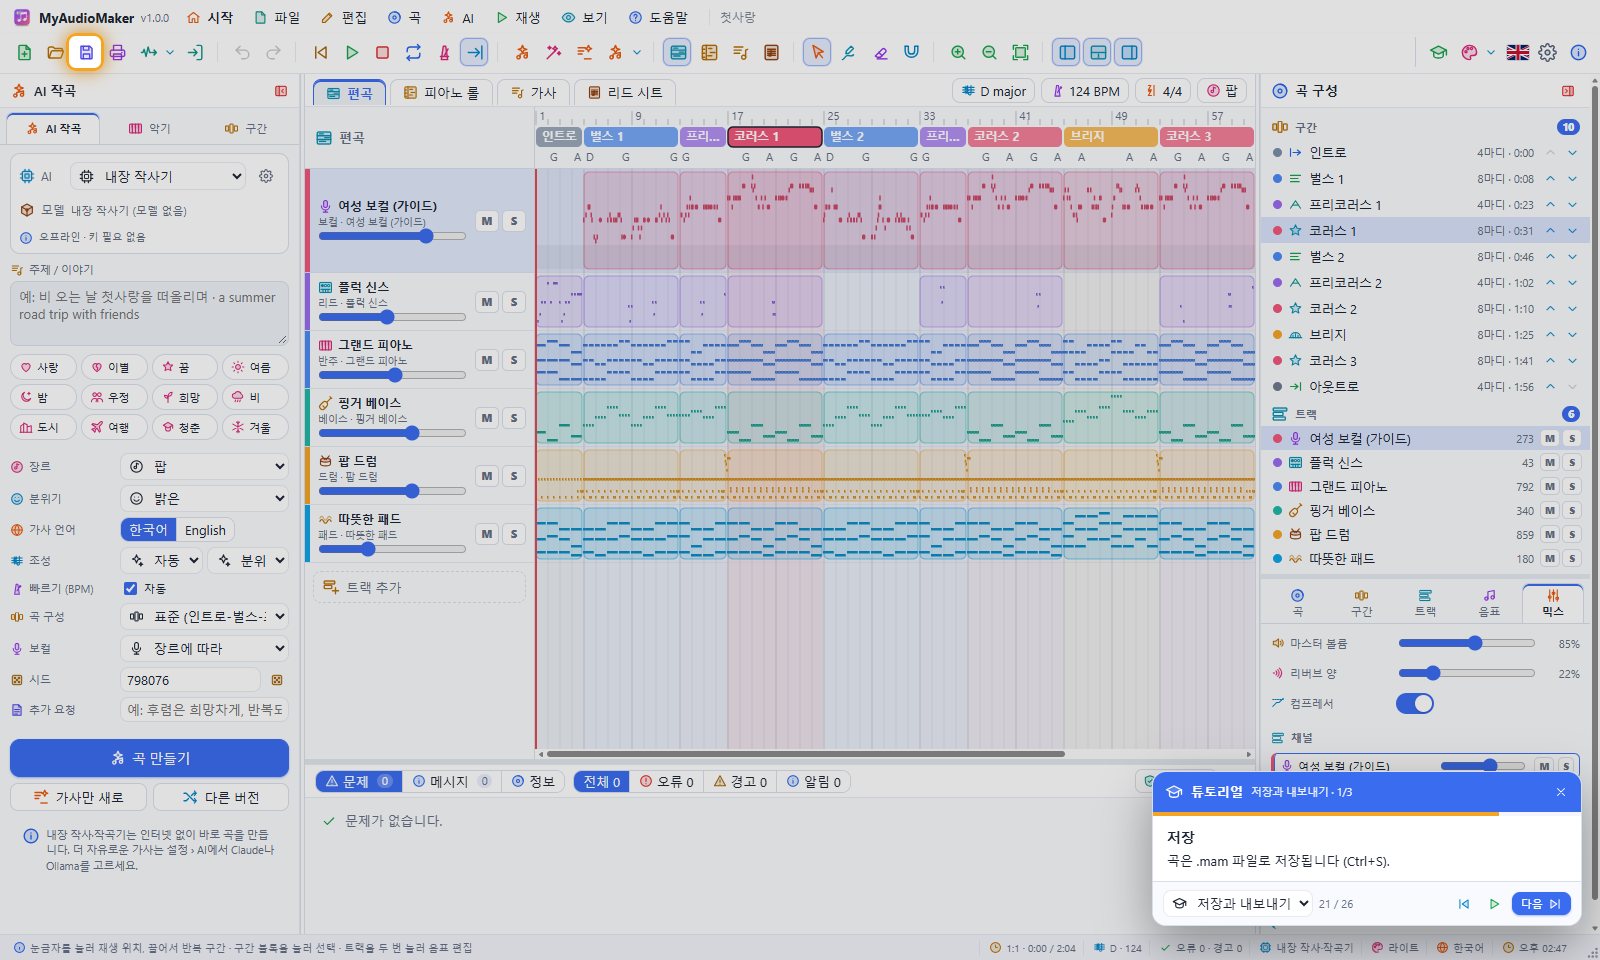 MyAudioMaker v1.0.0 시작 파일 편집 곡 AI 재생 보기 도움말 첫사랑
AI 작곡
AI 작곡 악기 구간
AI 내장 작사기
모델 내장 작사기 (모델 없음)
오프라인 · 키 필요 없음
주제 / 이야기
예: 비 오는 날 첫사랑을 떠올리며 · a summer
road trip with friends
사랑 이별 꿈 여름
밤 우정 희망 비
도시 여행 청춘 겨울
장르 팝
분위기 밝은
가사 언어 한국어 English
조성 자동 분위
빠르기 (BPM) 자동
곡 구성 표준 (인트로-벌스-
보컬 장르에 따라
시드 798076
추가 요청 예: 후렴은 희망차게, 반복되
곡 만들기
가사만 새로 다른 버전
내장 작사·작곡기는 인터넷 없이 바로 곡을 만듭
니다. 더 자유로운 가사는 설정 › AI에서 Claude나
Ollama를 고르세요.
편곡 피아노 롤 가사 리드 시트 D major 124 BPM 4/4 팝
편곡
1 9 17 25 33 41 49 57
인트로 벌스 1 프리... 코러스 1 벌스 2 프리... 코러스 2 브리지 코러스 3
G A D G G G G A G A D G G G G A G A A A A G A G A
여성 보컬 (가이드)
보컬 · 여성 보컬 (가이드)
M S
플럭 신스
리드 · 플럭 신스
M S
그랜드 피아노
반주 · 그랜드 피아노
M S
핑거 베이스
베이스 · 핑거 베이스
M S
팝 드럼
드럼 · 팝 드럼
M S
따뜻한 패드
패드 · 따뜻한 패드
M S
트랙 추가
문제 0 메시지 0 정보 전체 0 오류 0 경고 0 알림 0
문제가 없습니다.
곡 구성
구간 10
인트로 4마디 · 0:00
벌스 1 8마디 · 0:08
프리코러스 1 4마디 · 0:23
코러스 1 8마디 · 0:31
벌스 2 8마디 · 0:46
프리코러스 2 4마디 · 1:02
코러스 2 8마디 · 1:10
브리지 8마디 · 1:25
코러스 3 8마디 · 1:41
아웃트로 4마디 · 1:56
트랙 6
여성 보컬 (가이드) 273 M S
플럭 신스 43 M S
그랜드 피아노 792 M S
핑거 베이스 340 M S
팝 드럼 859 M S
따뜻한 패드 180 M S
곡 구간 트랙 음표 믹스
마스터 볼륨 85%
리버브 양 22%
컴프레서
채널
여성 보컬 (가이드) M S
튜토리얼 저장과 내보내기 · 1/3
저장
곡은 .mam 파일로 저장됩니다 (Ctrl+S).
저장과 내보내기 21 / 26 다음
눈금자를 눌러 재생 위치, 끌어서 반복 구간 · 구간 블록을 눌러 선택 · 트랙을 두 번 눌러 음표 편집
1:1 · 0:00 / 2:04 D · 124 오류 0 · 경고 0 내장 작사·작곡기 라이트 한국어 오후 02:47